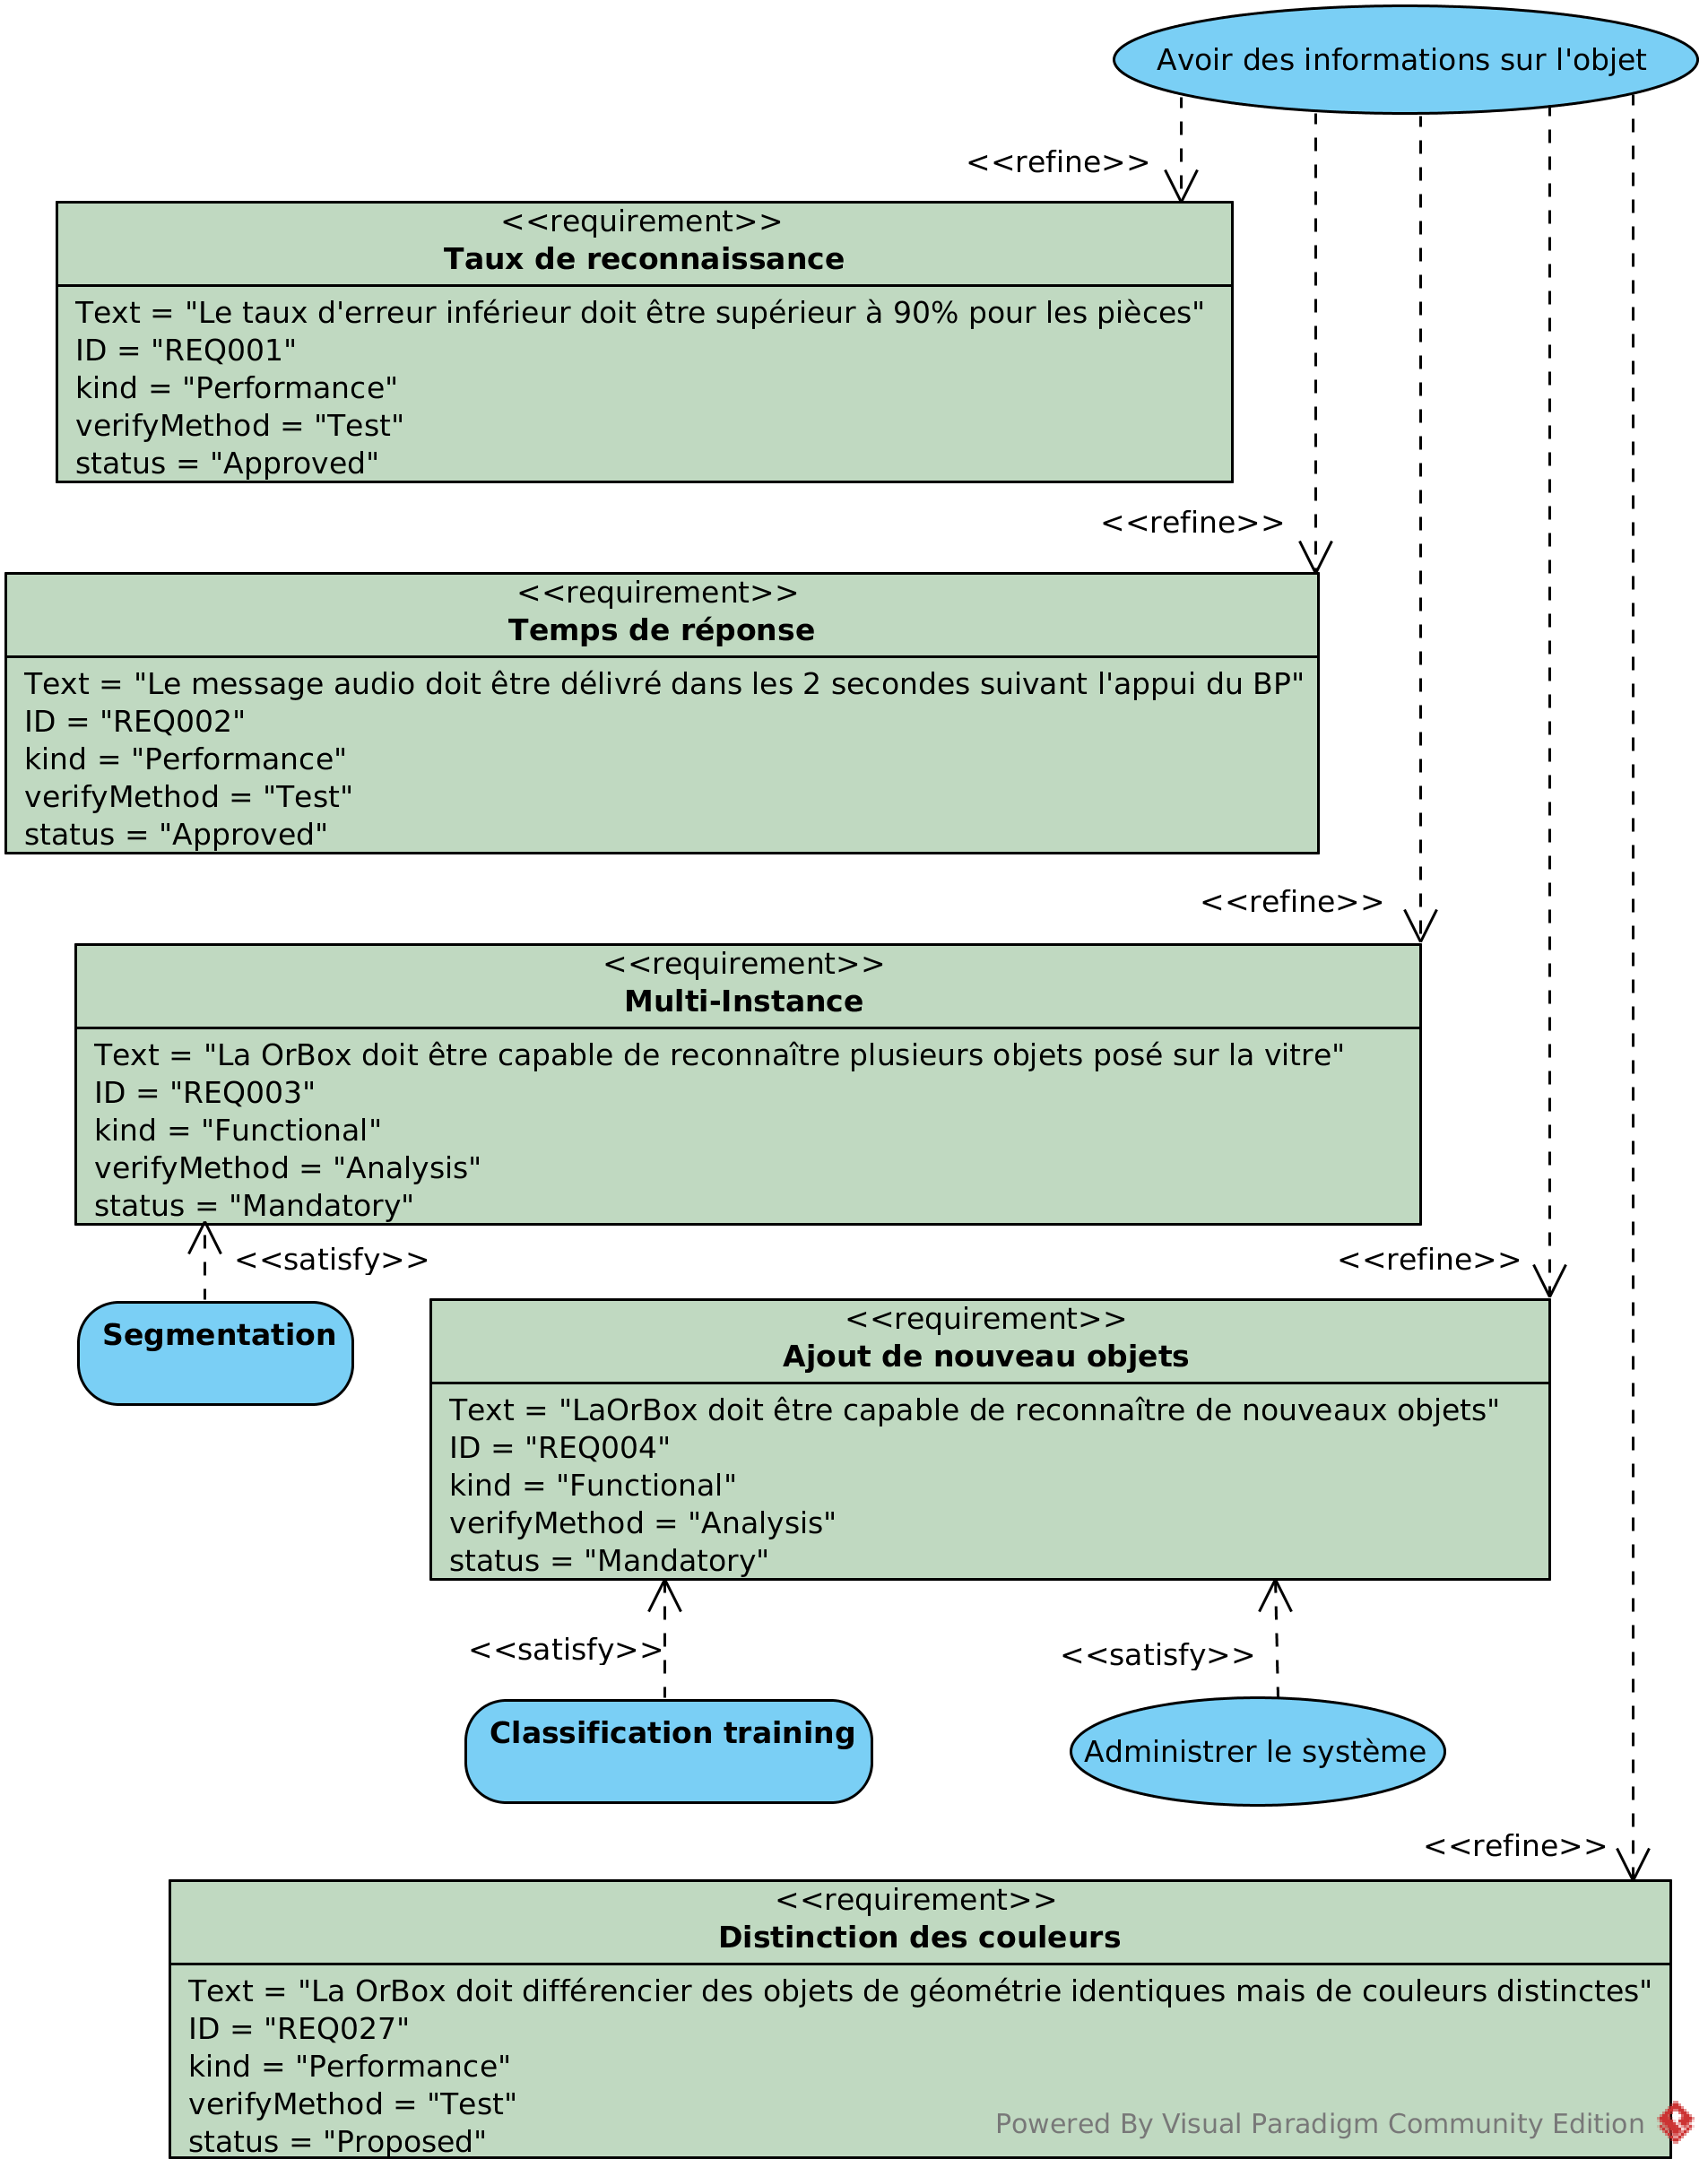 Avoir des informations sur l'objet
<<refine>>
<<requirement>>
Taux de reconnaissance
Text = "Le taux d'erreur inférieur doit être supérieur à 90% pour les pièces"
ID = "REQ001"
kind = "Performance"
verifyMethod = "Test"
status = "Approved"
<<refine>>
<<requirement>>
Temps de réponse
Text = "Le message audio doit être délivré dans les 2 secondes suivant l'appui du BP"
ID = "REQ002"
kind = "Performance"
verifyMethod = "Test"
status = "Approved"
<<refine>>
<<requirement>>
Multi-Instance
Text = "La OrBox doit être capable de reconnaître plusieurs objets posé sur la vitre"
ID = "REQ003"
kind = "Functional"
verifyMethod = "Analysis"
status = "Mandatory"
<<satisfy>>
<<refine>>
Segmentation
<<requirement>>
Ajout de nouveau objets
Text = "LaOrBox doit être capable de reconnaître de nouveaux objets"
ID = "REQ004"
kind = "Functional"
verifyMethod = "Analysis"
status = "Mandatory"
<<satisfy>>
<<satisfy>>
Classification training
Administrer le système
<<refine>>
<<requirement>>
Distinction des couleurs
Text = "La OrBox doit différencier des objets de géométrie identiques mais de couleurs distinctes"
ID = "REQ027"
kind = "Performance"
verifyMethod = "Test"
status = "Proposed"
Powered By Visual Paradigm Community Edition